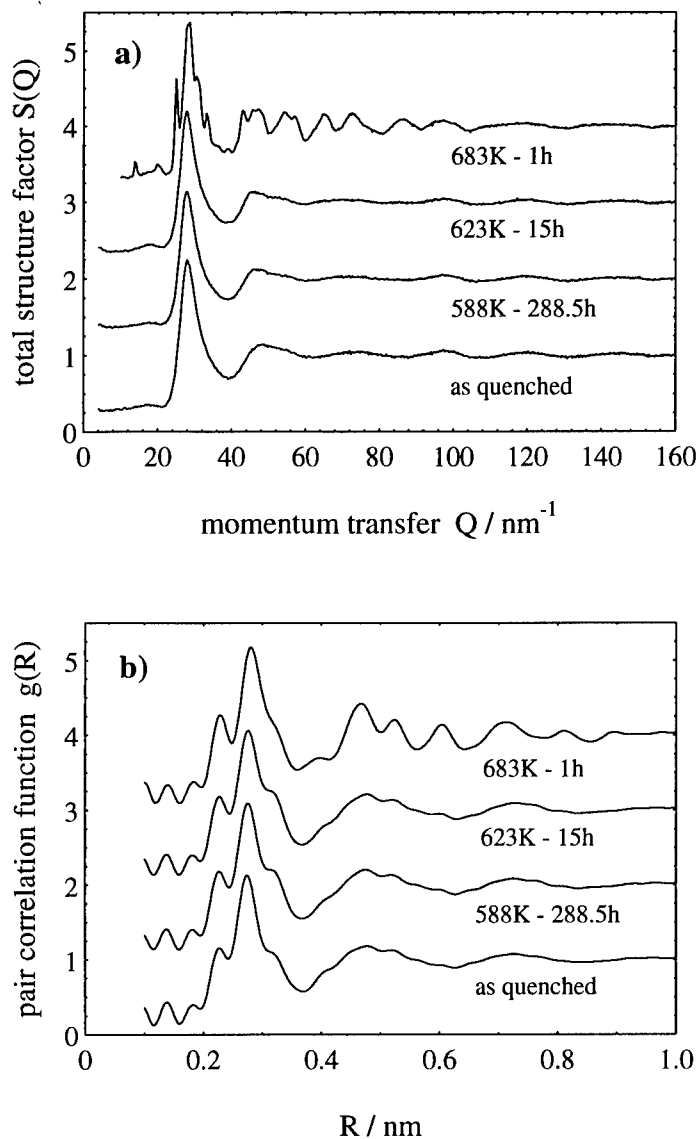 a)
total structure factor S(Q)
5
4
3
2
1
0
683K - 1h
623K - 15h
588K - 288.5h
as quenched
0 20 40 60 80 100 120 140 160
momentum transfer Q / nm⁻¹
b)
pair correlation function g(R)
5
4
3
2
1
0
683K - 1h
623K - 15h
588K - 288.5h
as quenched
0 0.2 0.4 0.6 0.8 1.0
R / nm